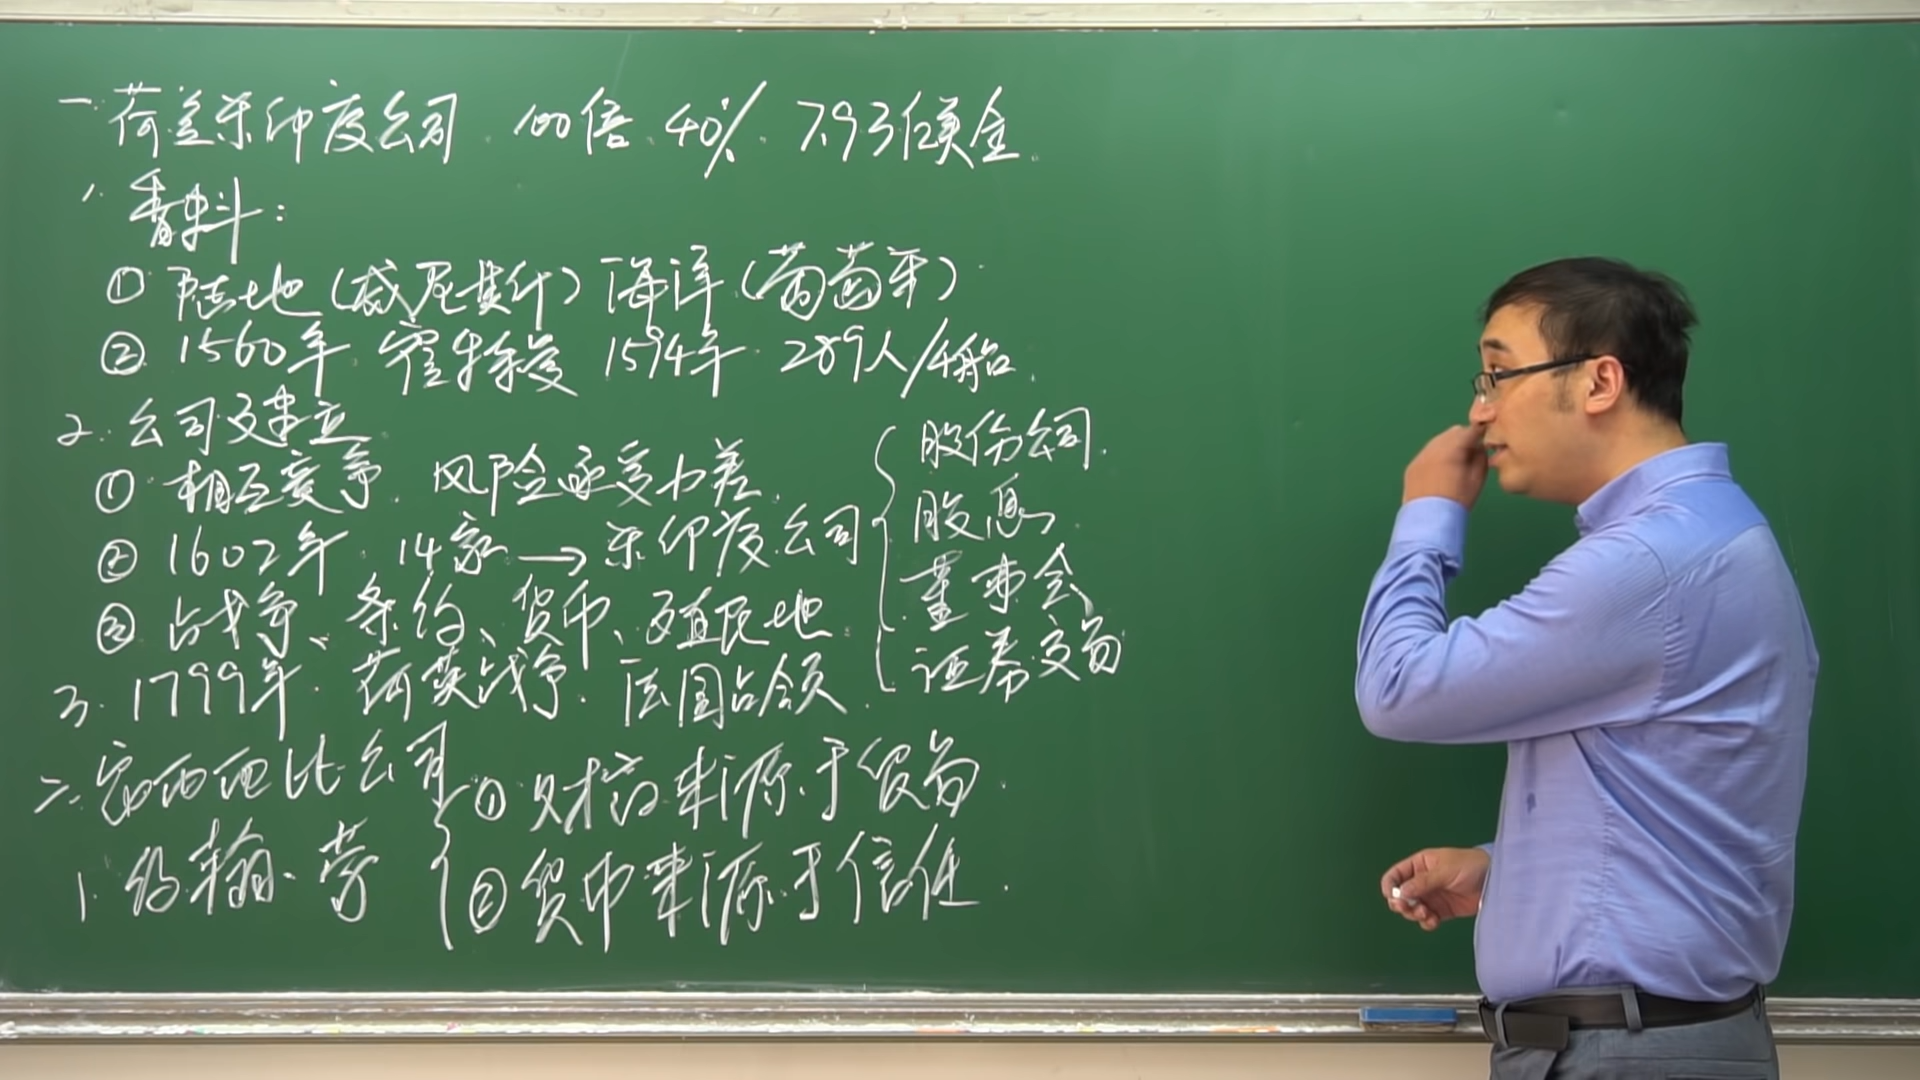 一. 荷兰东印度公司. 100倍. 40%. 7.93亿美金.
1. 香料:
① 陆地(威尼斯) 海洋(葡萄牙).
② 1560年. 霍特曼 1594年. 289人/4船.
2. 公司建立
① 相互竞争. 风险承受力差.
② 1602年. 14家→东印度公司
股份公司.
股息
董事会
证券交易
③ 战争、条约、货币、殖民地
3. 1799年. 荷英战争. 法国占领.
二. 密西西比公司
1. 约翰·劳
① 财富来源于贸易.
② 货币来源于信任.